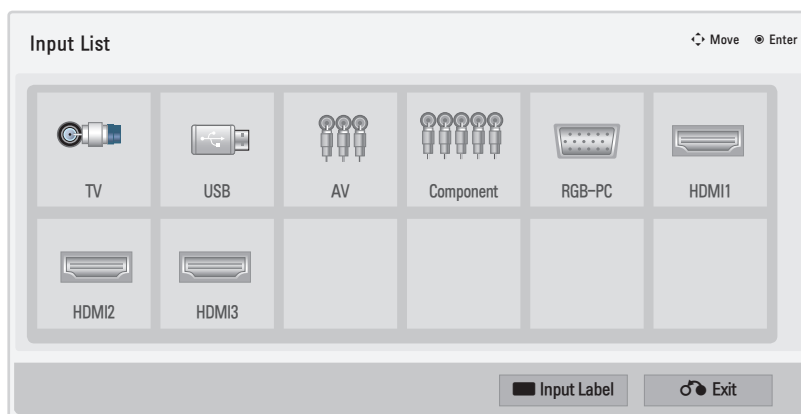 Input List
Move Enter
TV USB AV Component RGB-PC HDMI1
HDMI2 HDMI3
Input Label Exit